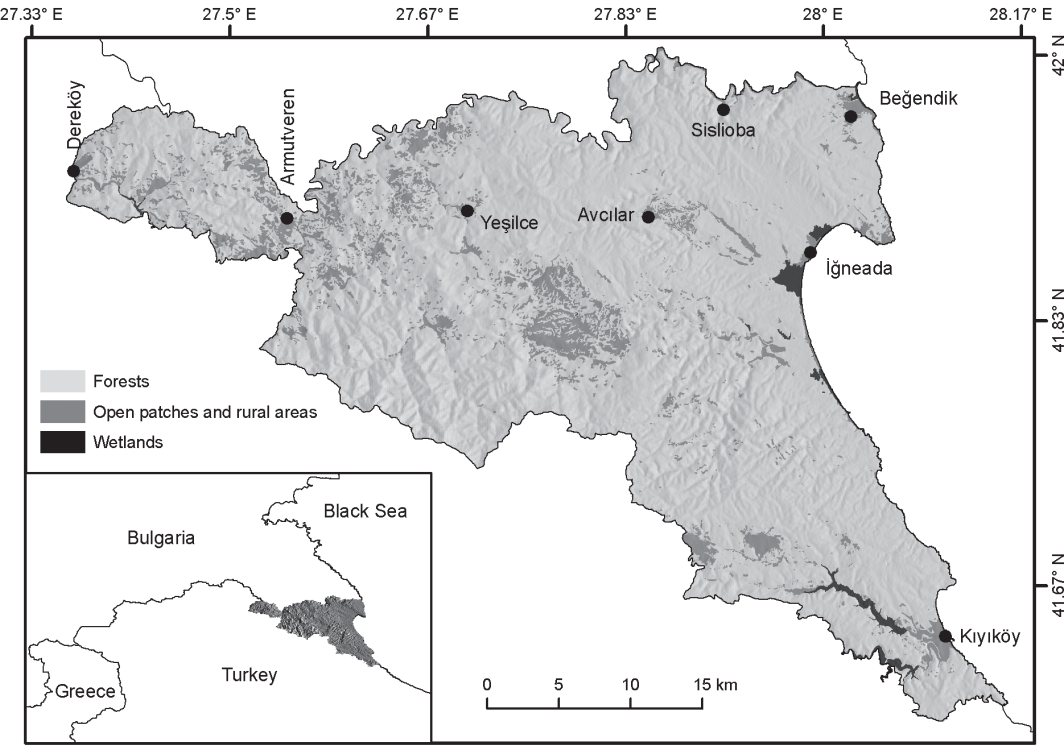 27.33° E
27.5° E
27.67° E
27.83° E
28° E
28.17° E
42° N
41.83° N
41.67° N
Dereköy
Armutveren
Yeşilce
Avcılar
Sislioba
Beğendik
İğneada
Kıyıköy
Forests
Open patches and rural areas
Wetlands
Bulgaria
Black Sea
Turkey
Greece
0 5 10 15 km